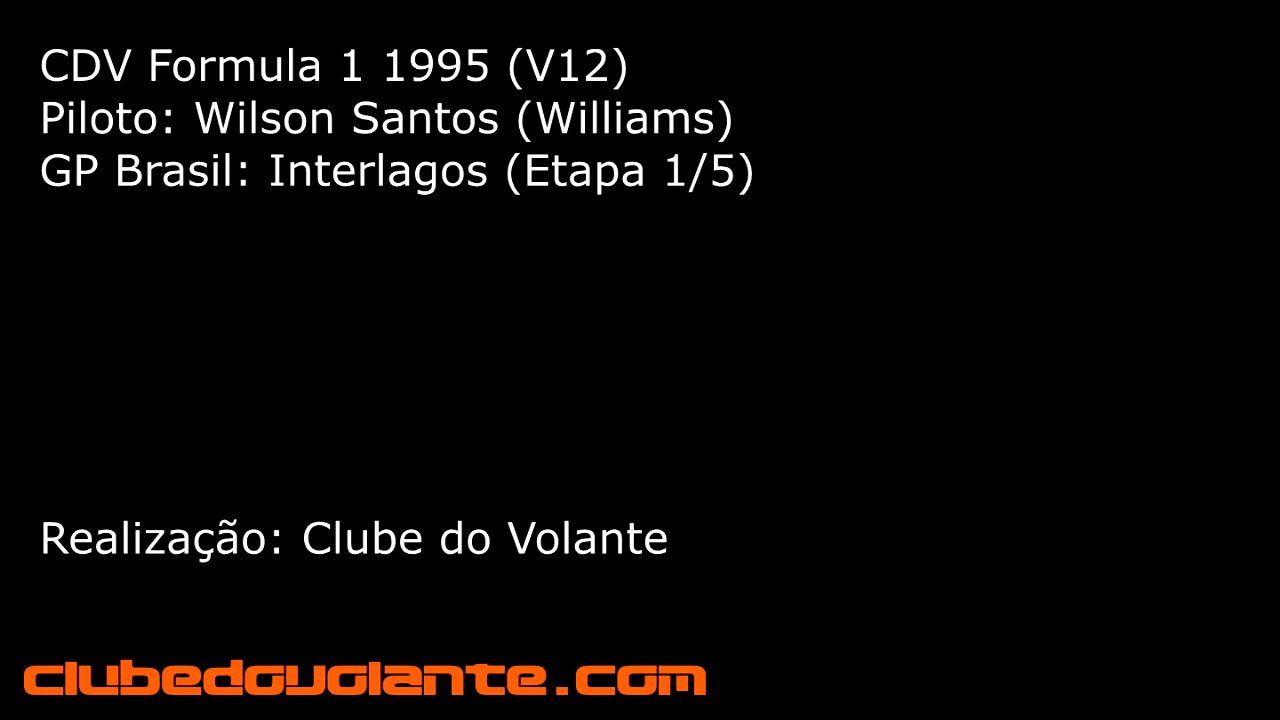 CDV Formula 1 1995 (V12)
Piloto: Wilson Santos (Williams)
GP Brasil: Interlagos (Etapa 1/5)
Realização: Clube do Volante
clubedovolante.com